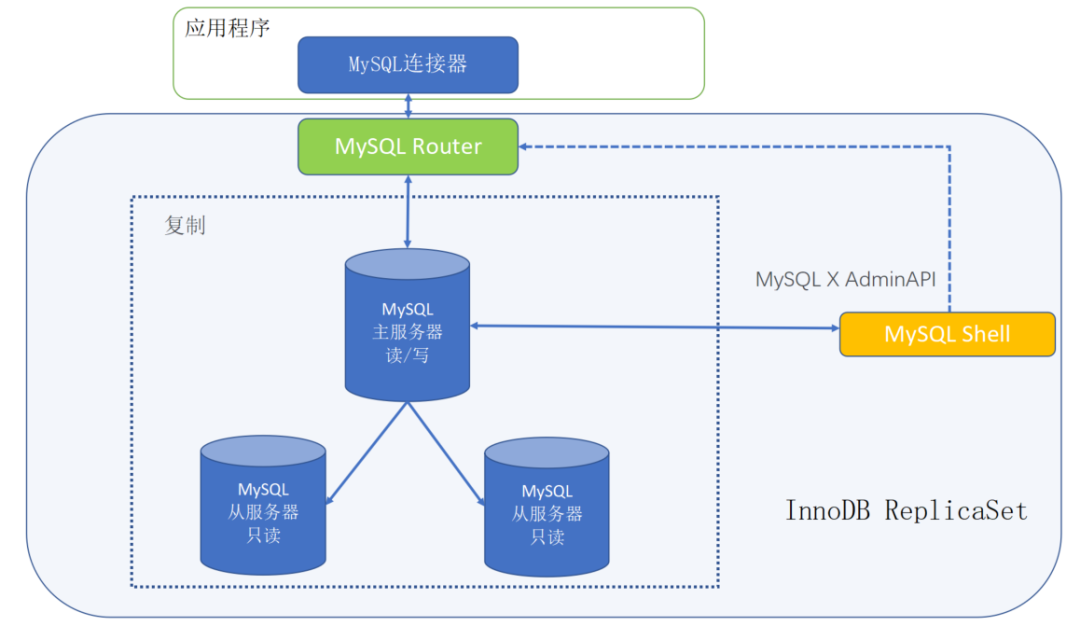 应用程序
MySQL连接器
MySQL Router
复制
MySQL X AdminAPI
MySQL
主服务器
读/写
MySQL Shell
MySQL
从服务器
只读
MySQL
从服务器
只读
InnoDB ReplicaSet